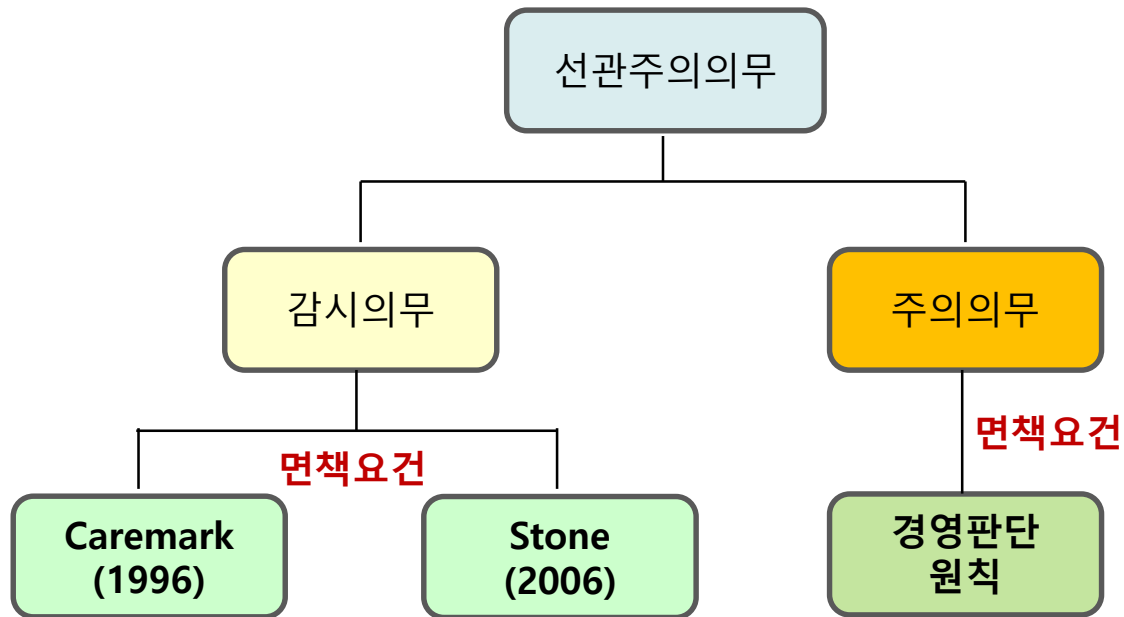 선관주의의무
감시의무
주의의무
면책요건
면책요건
Caremark
(1996)
Stone
(2006)
경영판단
원칙